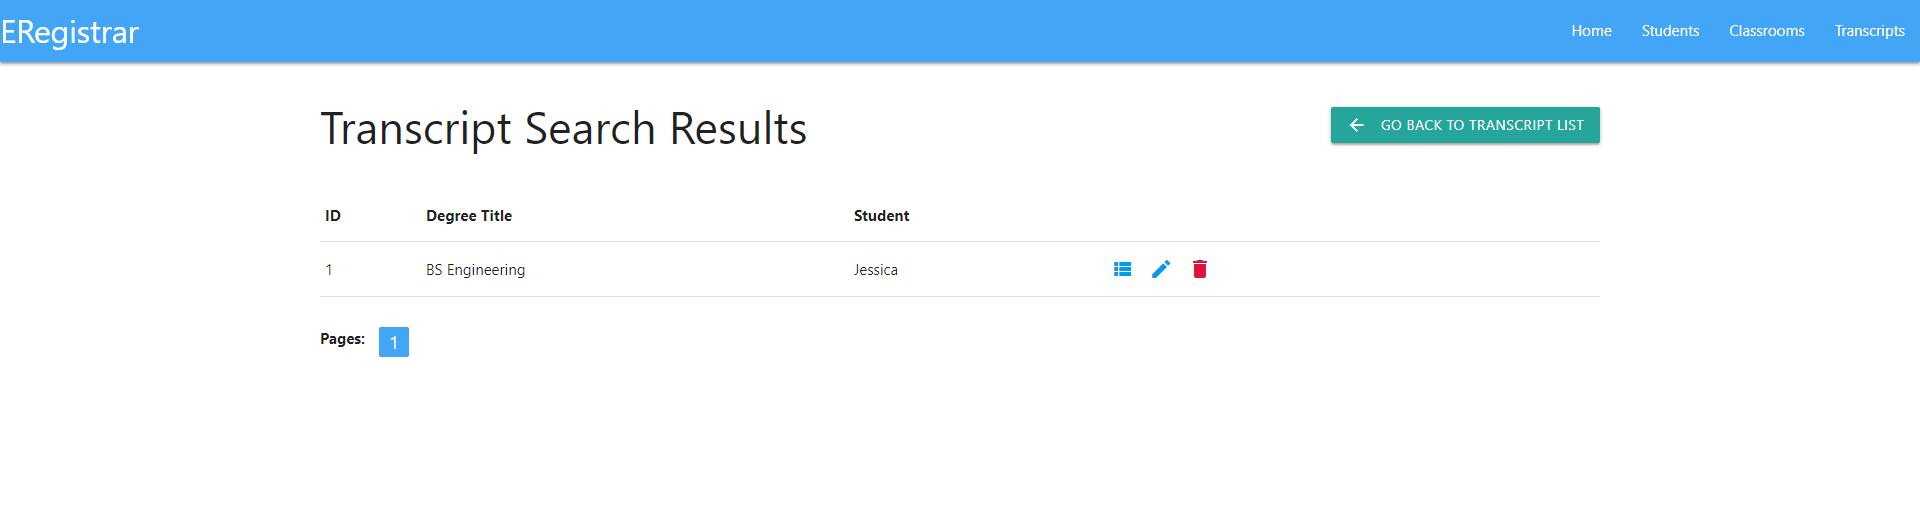 ERegistrar Home Students Classrooms Transcripts
Transcript Search Results GO BACK TO TRANSCRIPT LIST
ID Degree Title Student
1 BS Engineering Jessica
Pages: 1